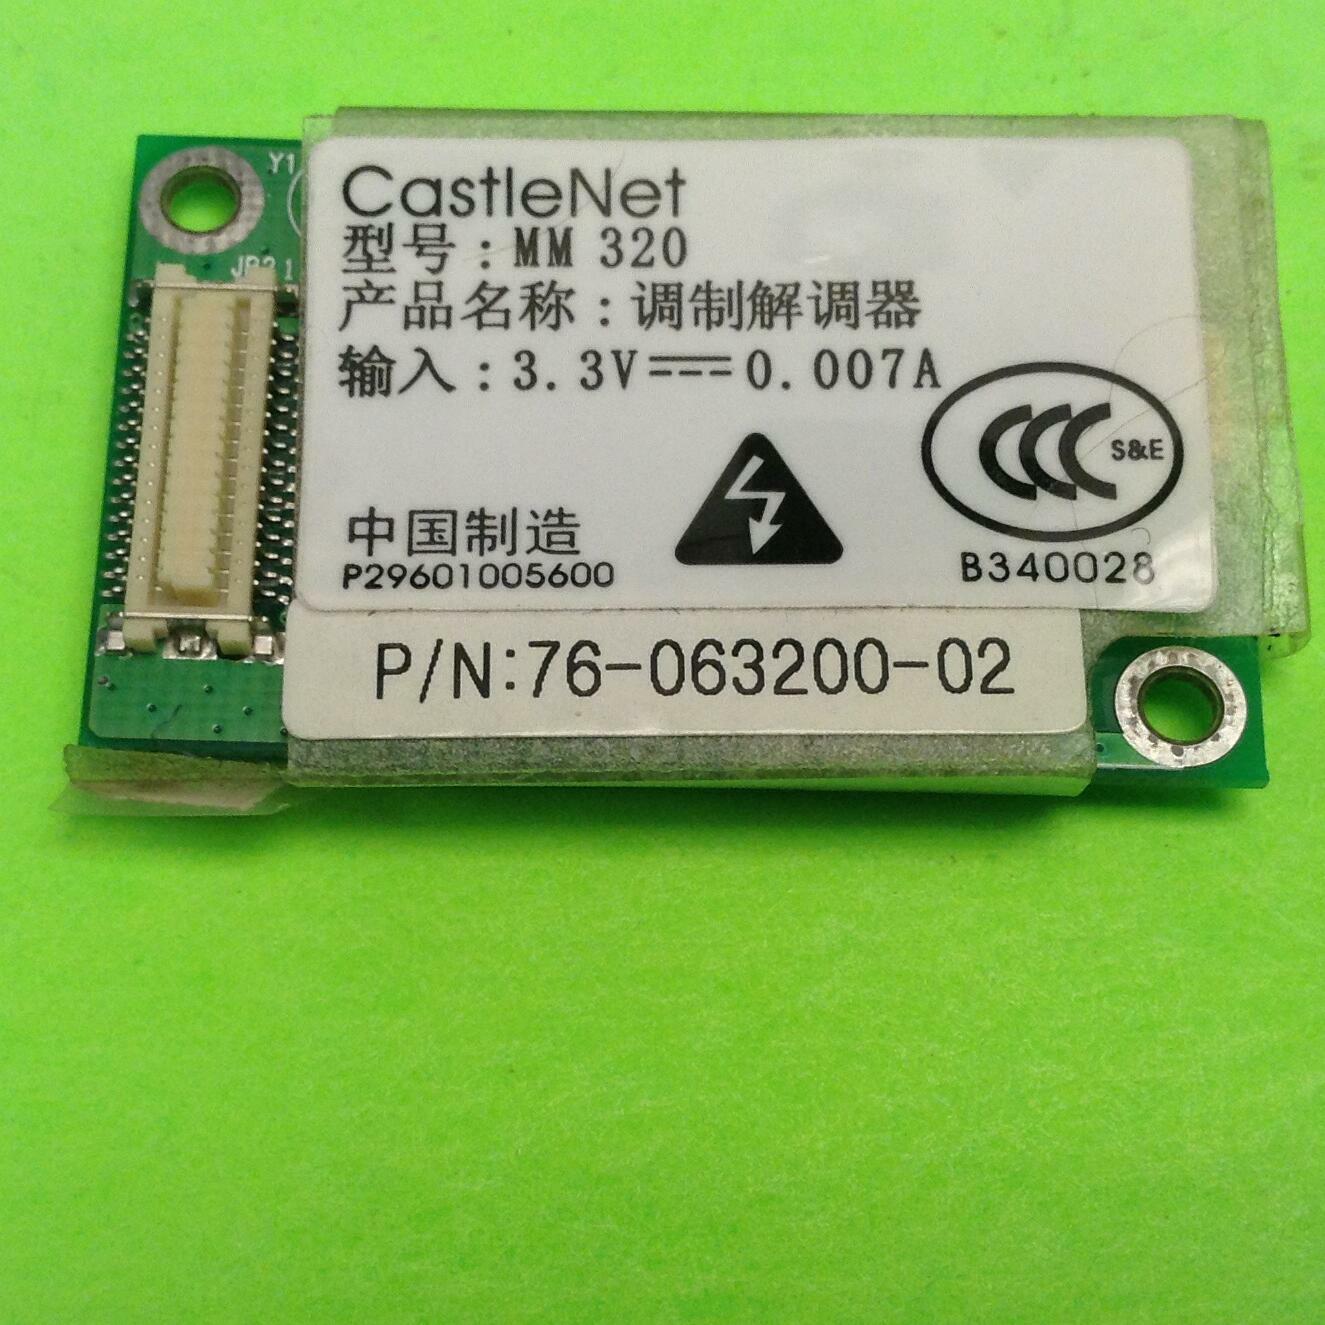 Y1
CastleNet
型号:MM 320
产品名称:调制解调器
输入:3.3V⎓0.007A
S&E
中国制造
P29601005600
B340028
P/N:76-063200-02